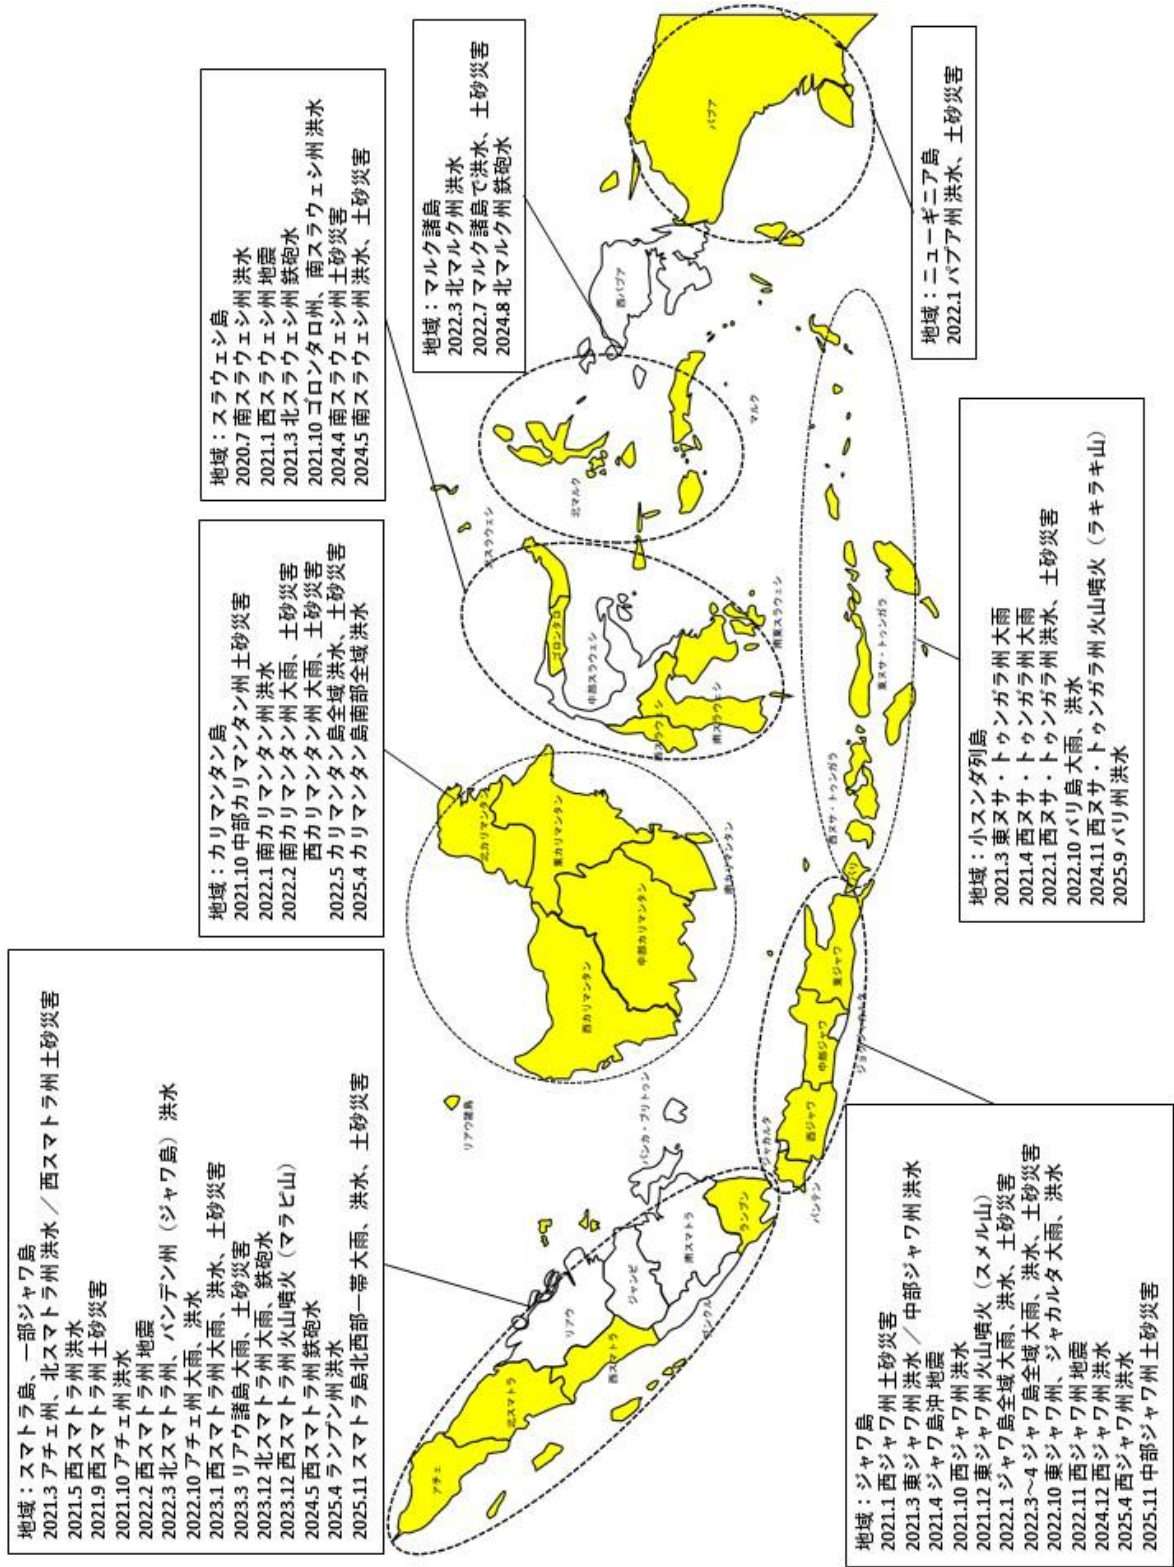 地域：スマトラ島、一部ジャワ島
2021.3 アチェ州、北スマトラ州 洪水 ／ 西スマトラ州 土砂災害
2021.5 西スマトラ州 洪水
2021.9 西スマトラ州 土砂災害
2021.10 アチェ州 洪水
2022.2 西スマトラ州 地震
2022.3 北スマトラ州、バンデン州（ジャワ島） 洪水
2022.10 アチェ州 大雨、洪水
2023.1 西スマトラ州 大雨、洪水、土砂災害
2023.3 リアウ諸島 大雨、土砂災害
2023.12 北スマトラ州 大雨、鉄砲水
2023.12 西スマトラ州 火山噴火（マラピ山）
2024.5 西スマトラ州 鉄砲水
2025.4 ランプン州 洪水
2025.11 スマトラ島北西部一帯 大雨、洪水、土砂災害
地域：カリマンタン島
2021.10 中部カリマンタン州 土砂災害
2022.1 南カリマンタン州 洪水
2022.2 南カリマンタン州 大雨、土砂災害
西カリマンタン州 大雨、土砂災害
2022.5 カリマンタン島全域 洪水、土砂災害
2025.4 カリマンタン島南部全域 洪水
地域：スラウェシ島
2020.7 南スラウェシ州 洪水
2021.1 西スラウェシ州 地震
2021.3 北スラウェシ州 鉄砲水
2021.10 ゴロンタロ州、南スラウェシ州 洪水
2024.4 南スラウェシ州 土砂災害
2024.5 南スラウェシ州 洪水、土砂災害
地域：マルク諸島
2022.3 北マルク州 洪水
2022.7 マルク諸島で洪水、土砂災害
2024.8 北マルク州 鉄砲水
アチェ
北スマトラ
西スマトラ
リアウ
ジャンビ
南スマトラ
ブンクル
ランプン
リアウ諸島
バンカ・ブリトゥン
ジャカルタ
バンテン
西ジャワ
中部ジャワ
ジョグジャカルタ
東ジャワ
バリ
西カリマンタン
中部カリマンタン
北カリマンタン
東カリマンタン
南カリマンタン
西ヌサ・トゥンガラ
東ヌサ・トゥンガラ
西スラウェシ
南スラウェシ
中部スラウェシ
ゴロンタロ
北スラウェシ
南東スラウェシ
北マルク
マルク
西パプア
パプア
地域：ジャワ島
2021.1 西ジャワ州 土砂災害
2021.3 東ジャワ州 洪水 ／ 中部ジャワ州 洪水
2021.4 ジャワ島沖 地震
2021.10 西ジャワ州 洪水
2021.12 東ジャワ州 火山噴火（スメル山）
2022.1 ジャワ島全域 大雨、洪水、土砂災害
2022.3～4 ジャワ島全域 大雨、洪水、土砂災害
2022.10 東ジャワ州、ジャカルタ 大雨、洪水
2022.11 西ジャワ州 地震
2024.12 西ジャワ州 洪水
2025.4 西ジャワ州 洪水
2025.11 中部ジャワ州 土砂災害
地域：小スンダ列島
2021.3 東ヌサ・トゥンガラ州 大雨
2021.4 西ヌサ・トゥンガラ州 大雨
2022.1 西ヌサ・トゥンガラ州 洪水、土砂災害
2022.10 バリ島 大雨、洪水
2024.11 西ヌサ・トゥンガラ州 火山噴火（ラキラキ山）
2025.9 バリ州 洪水
地域：ニューギニア島
2022.1 パプア州 洪水、土砂災害